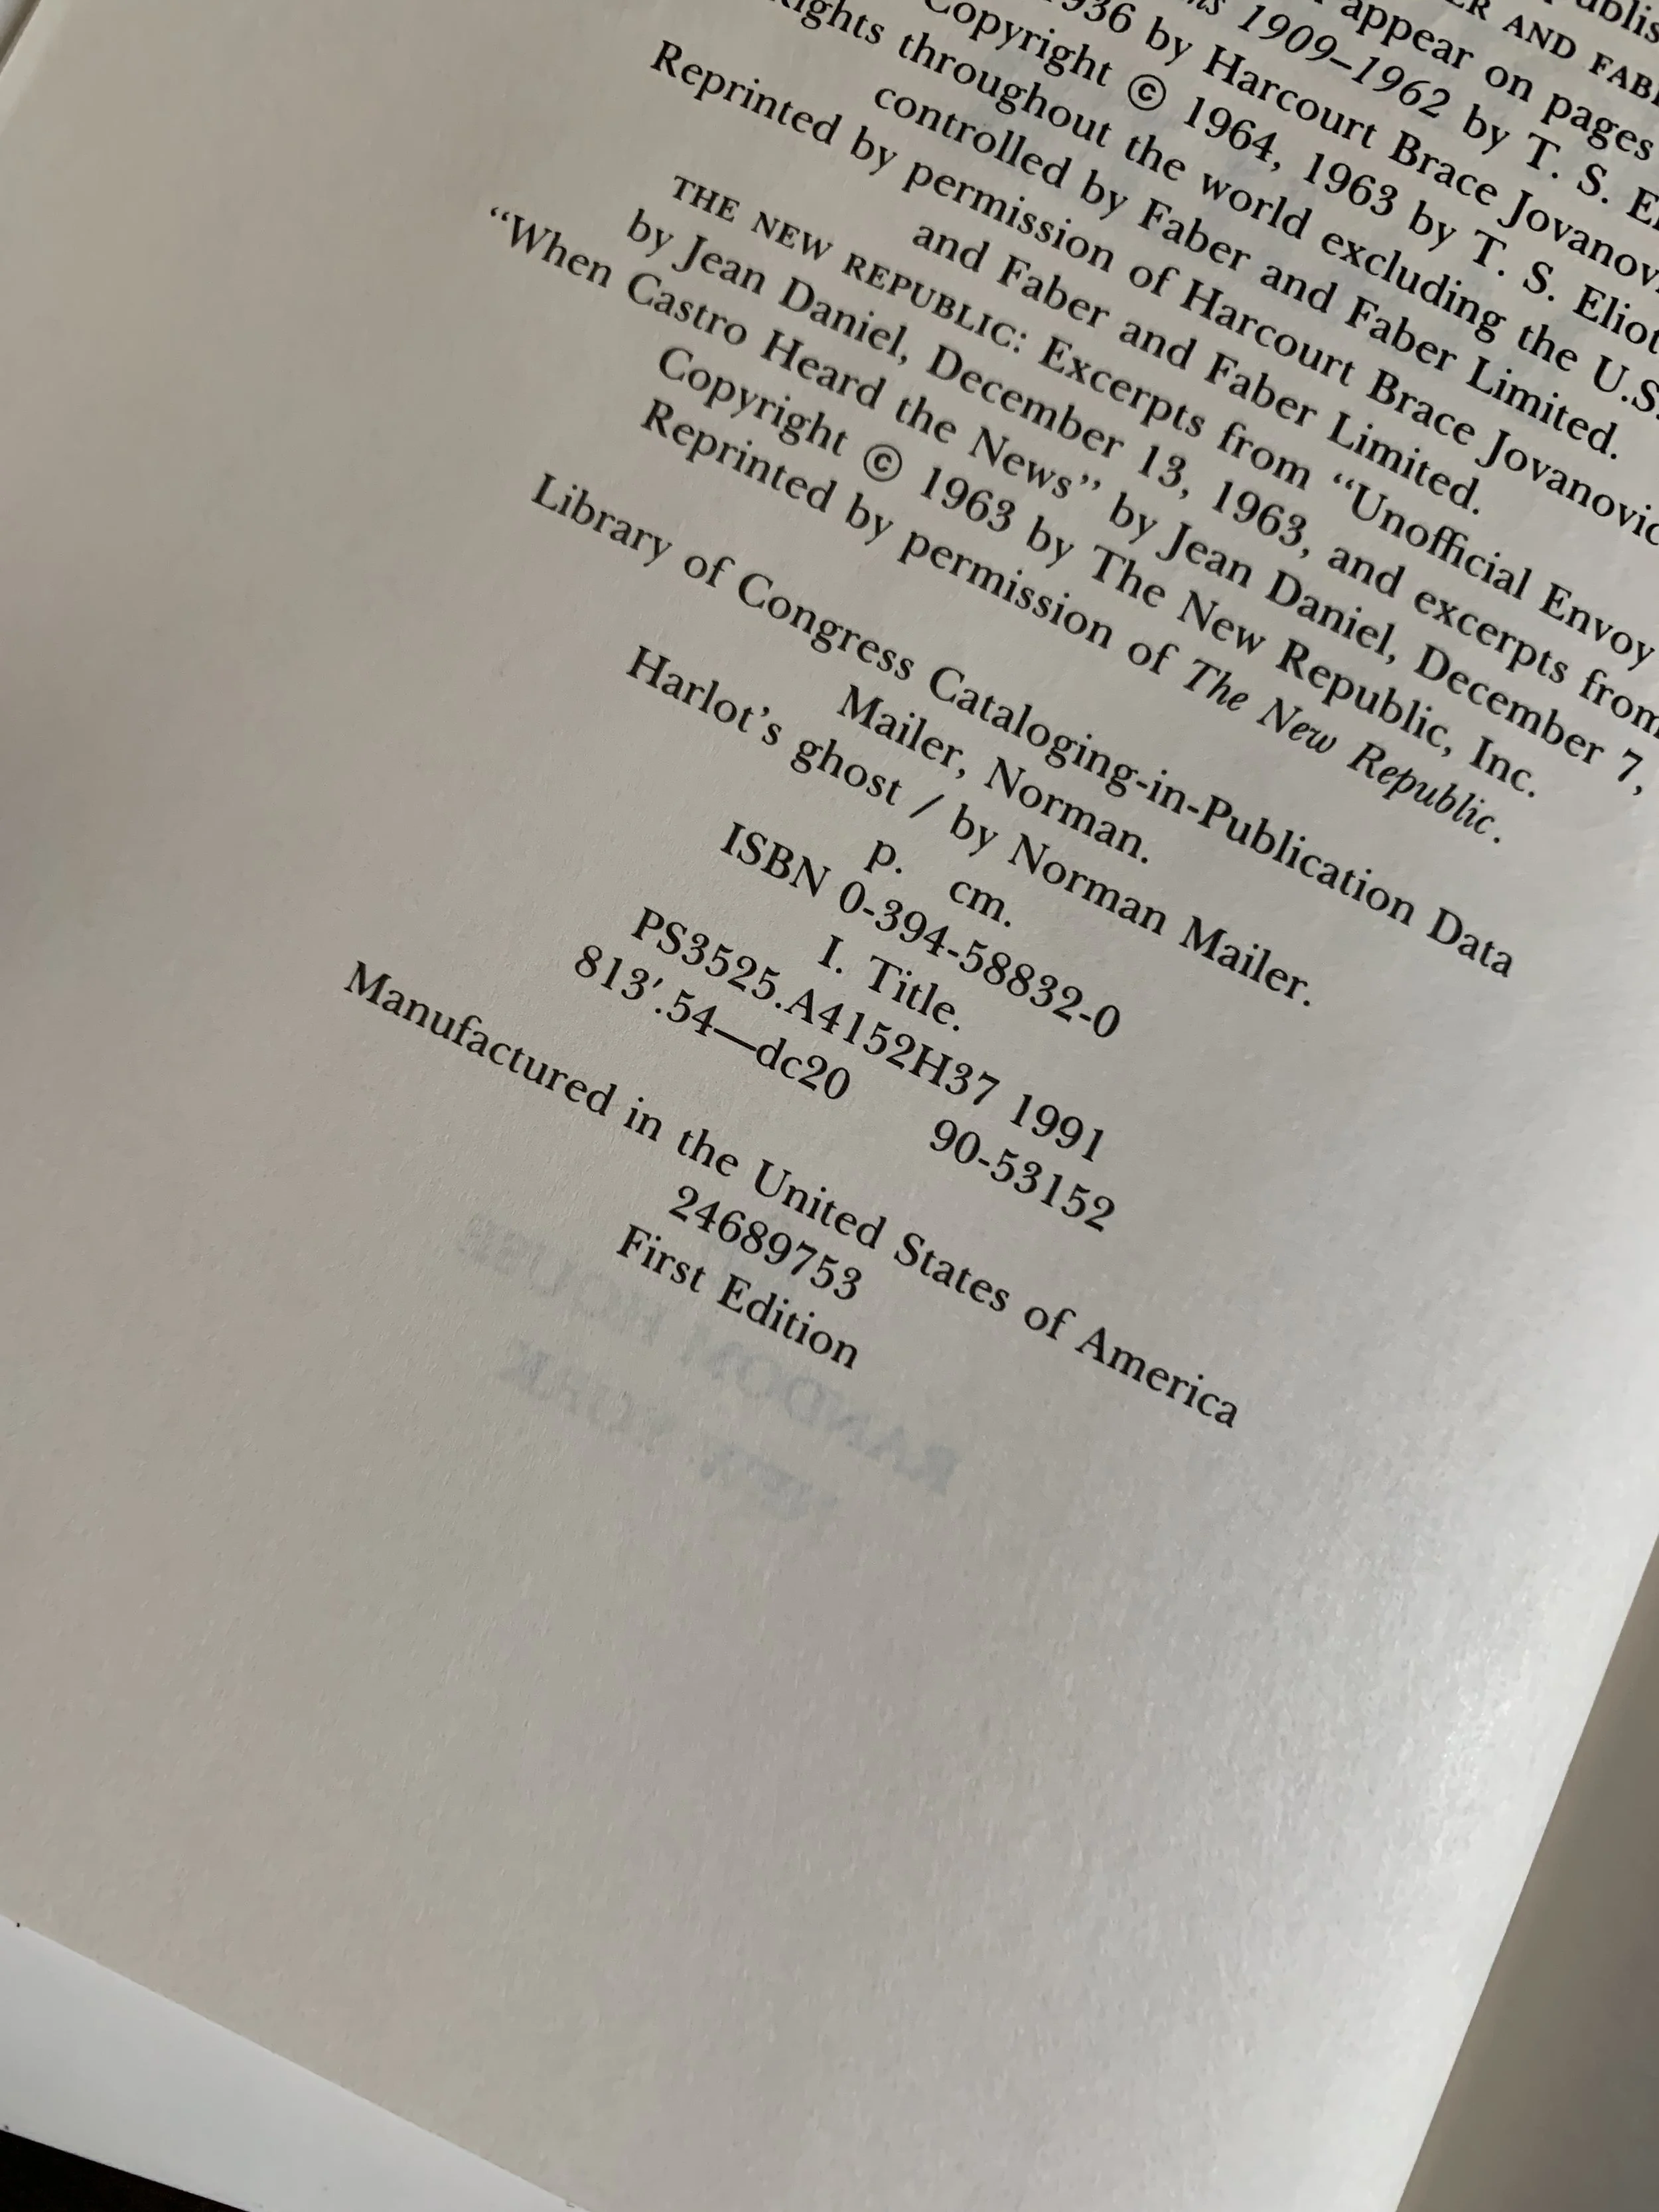 appear on pages
AND
1936 by Harcourt Brace
1909–1962 by T. S.
Copyright © 1964, 1963 by T. S. Eliot
throughout the world excluding the U.S.
controlled by Faber and Faber Limited.
Reprinted by permission of Harcourt Brace
and Faber and Faber Limited.
THE NEW REPUBLIC: Excerpts from “Unofficial Envoy
by Jean Daniel, December 13, 1963, and excerpts from
“When Castro Heard the News” by Jean Daniel, December 7,
Copyright © 1963 by The New Republic, Inc.
Reprinted by permission of The New Republic.
Library of Congress Cataloging-in-Publication Data
Mailer, Norman.
Harlot’s ghost / by Norman Mailer.
p. cm.
ISBN 0-394-58832-0
I. Title.
PS3525.A4152H37 1991
813′.54—dc20 90-53152
Manufactured in the United States of America
24689753
First Edition
RANDOM HOUSE
NEW YORK